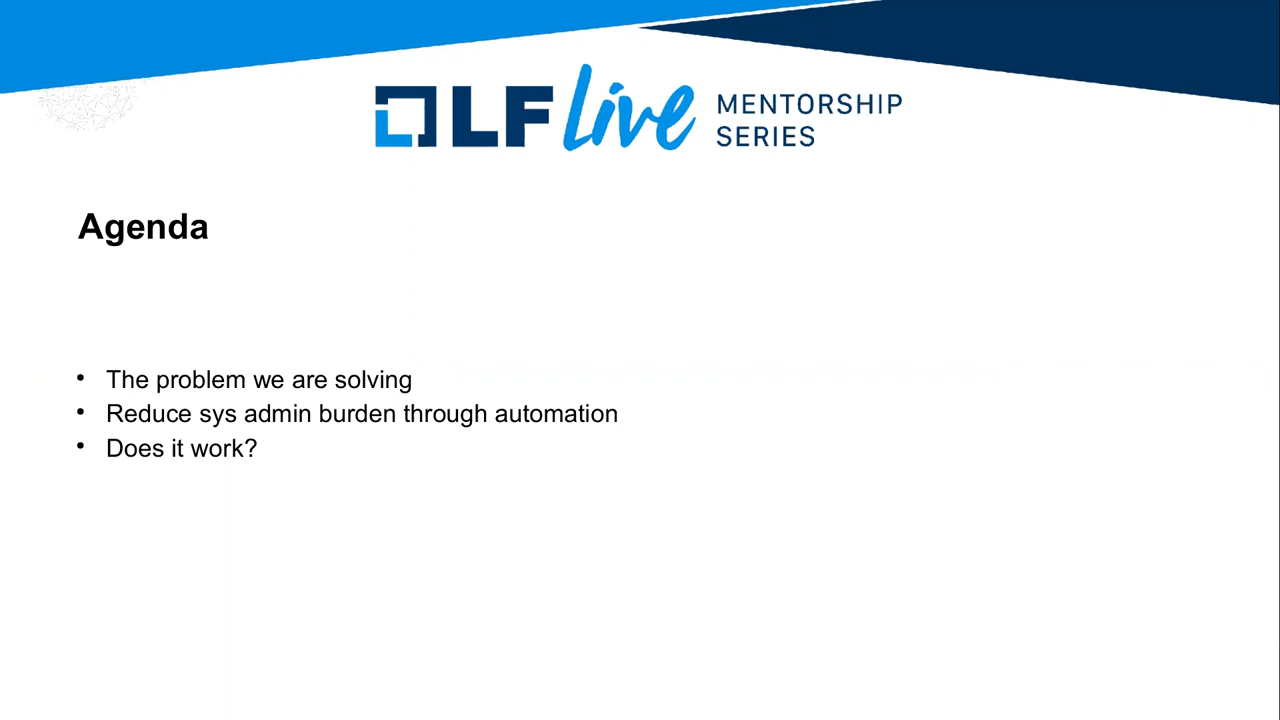 LF Live MENTORSHIP
SERIES
Agenda
• The problem we are solving
• Reduce sys admin burden through automation
• Does it work?